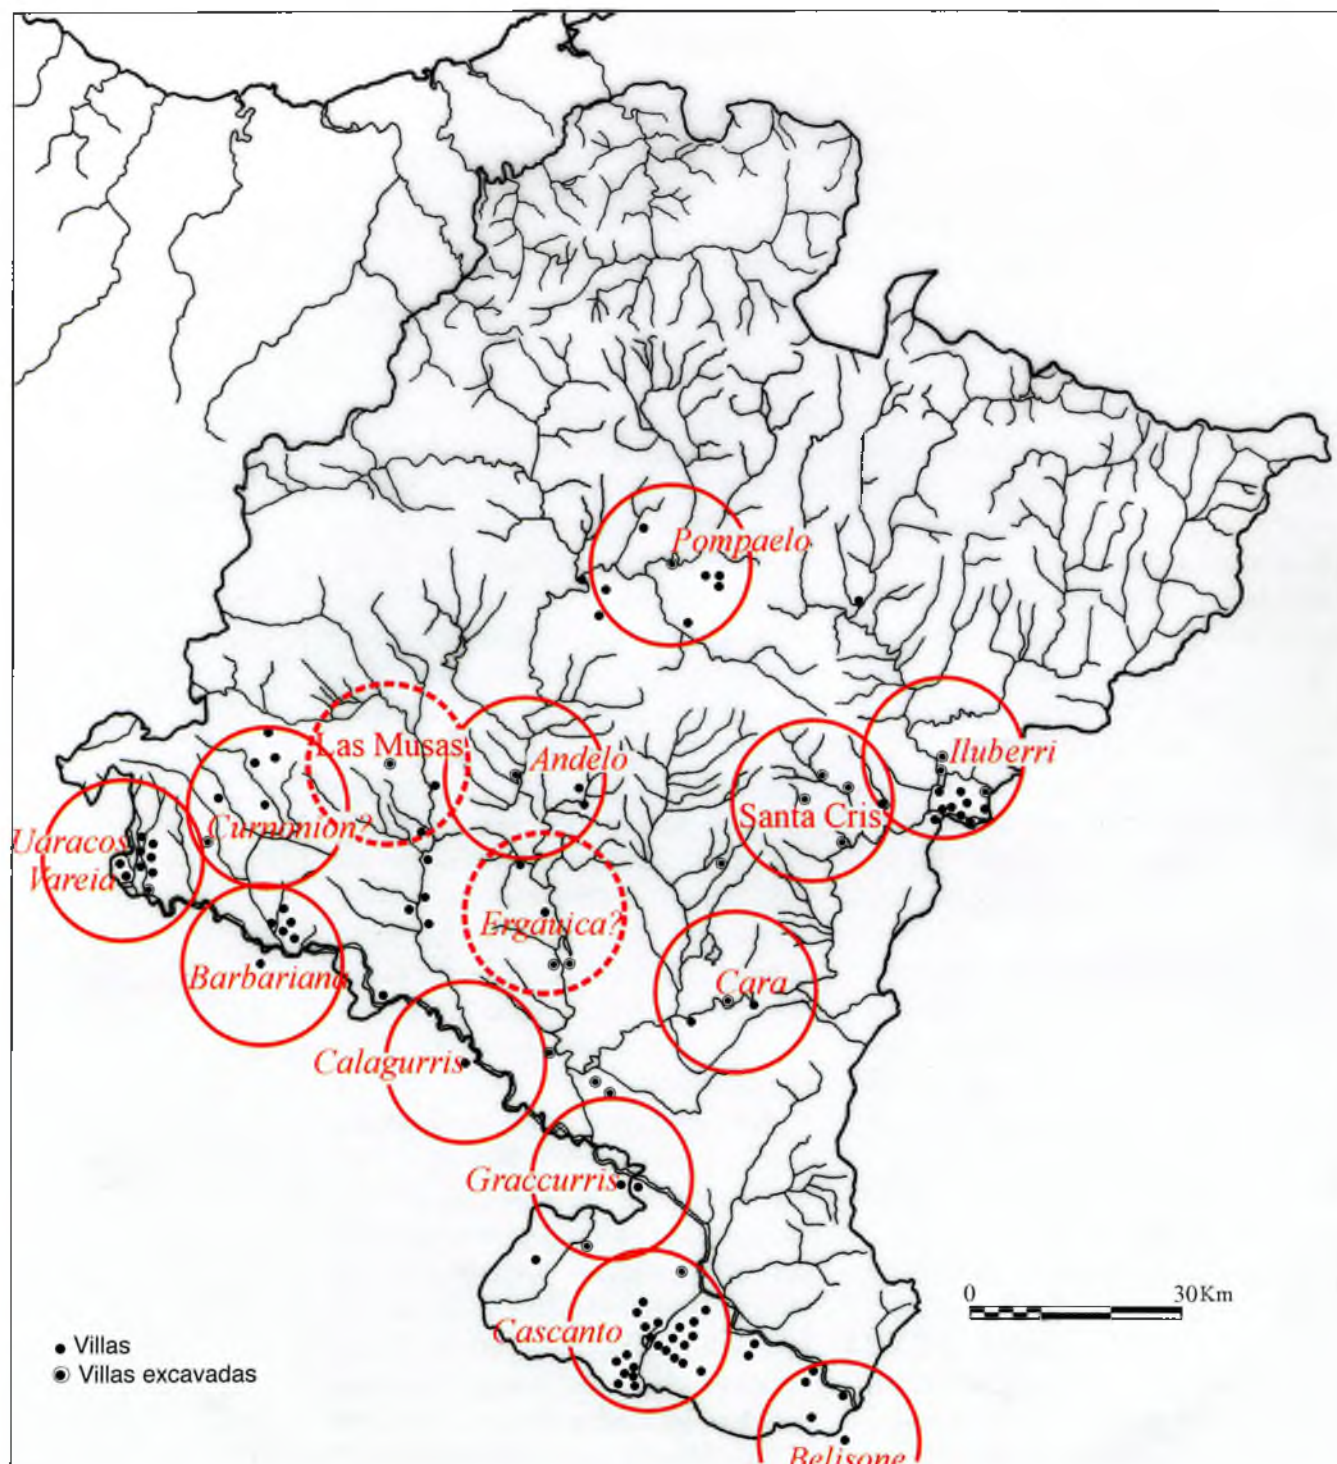 Pompaelo
Las Musas
Andelo
Iluberri
Santa Cris
Curnonion?
Uaracos
Vareia
Ergauica?
Barbariana
Cara
Calagurris
Graccurris
0 30Km
Cascanto
Villas
Villas excavadas
Belisone